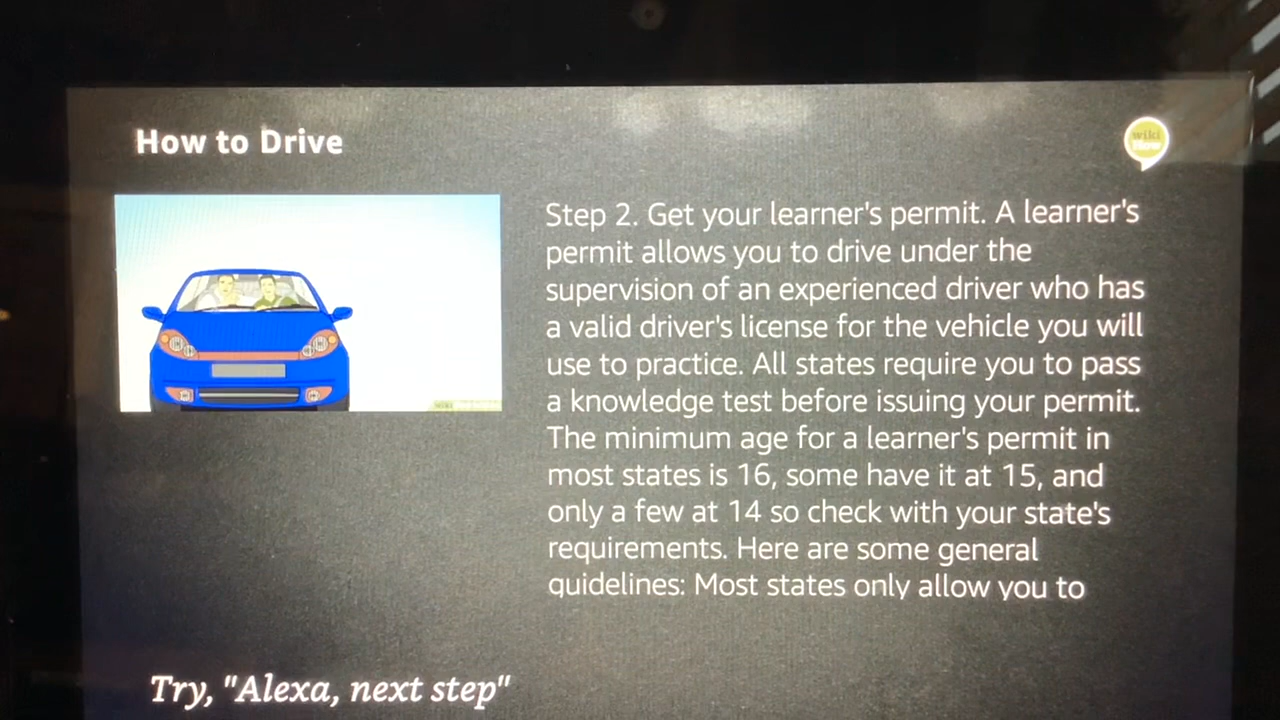 How to Drive
wiki
How
Step 2. Get your learner's permit. A learner's
permit allows you to drive under the
supervision of an experienced driver who has
a valid driver's license for the vehicle you will
use to practice. All states require you to pass
a knowledge test before issuing your permit.
The minimum age for a learner's permit in
most states is 16, some have it at 15, and
only a few at 14 so check with your state's
requirements. Here are some general
guidelines: Most states only allow you to
Try, "Alexa, next step"